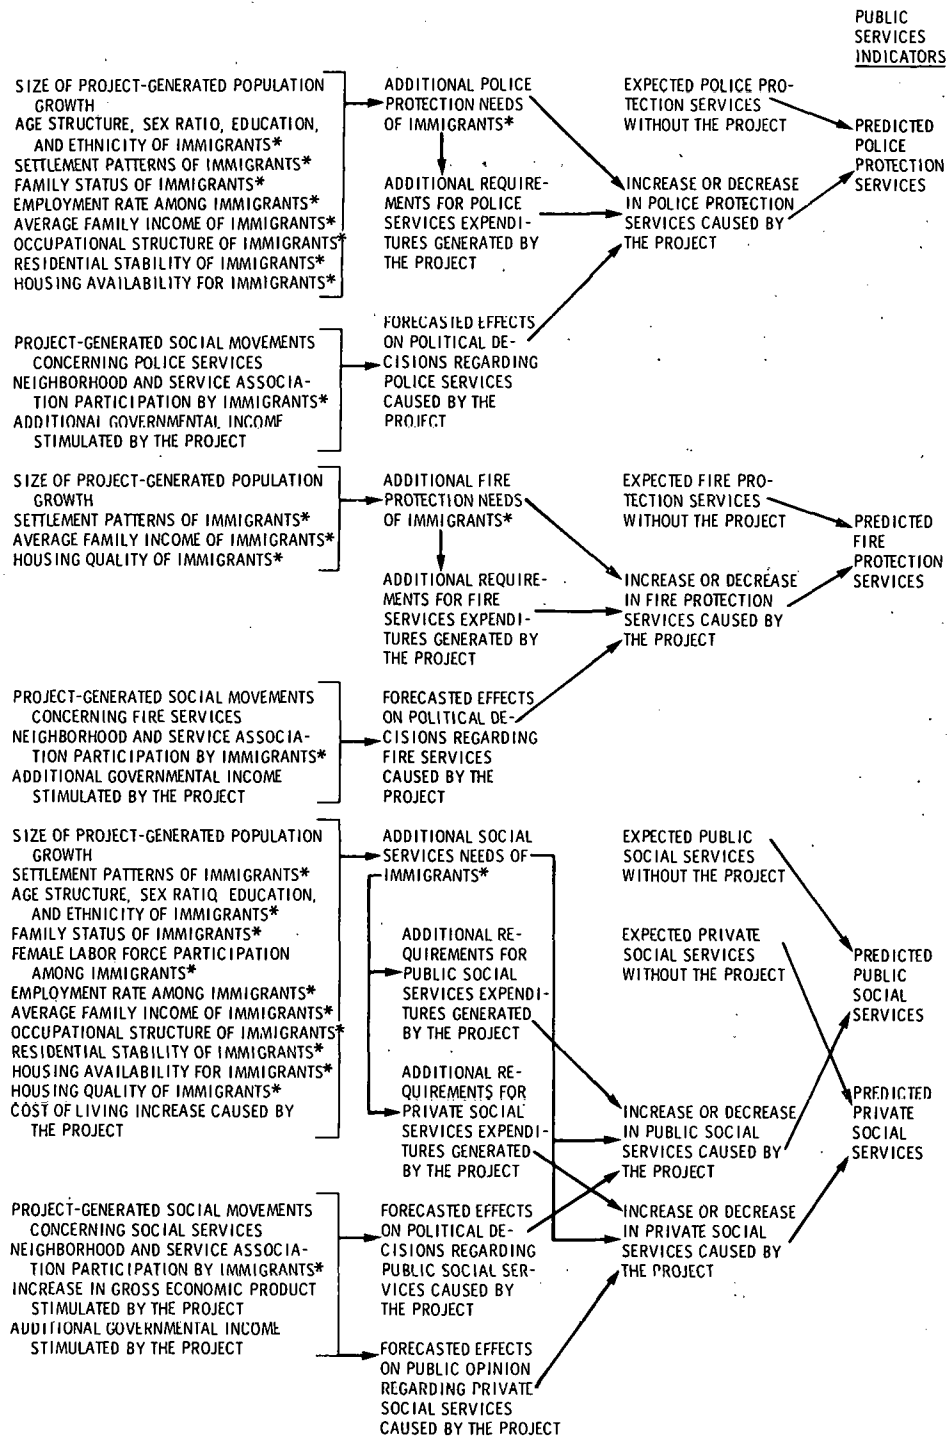 PUBLIC
SERVICES
INDICATORS
SIZE OF PROJECT-GENERATED POPULATION
GROWTH
AGE STRUCTURE, SEX RATIO, EDUCATION,
AND ETHNICITY OF IMMIGRANTS*
SETTLEMENT PATTERNS OF IMMIGRANTS*
FAMILY STATUS OF IMMIGRANTS*
EMPLOYMENT RATE AMONG IMMIGRANTS*
AVERAGE FAMILY INCOME OF IMMIGRANTS*
OCCUPATIONAL STRUCTURE OF IMMIGRANTS*
RESIDENTIAL STABILITY OF IMMIGRANTS*
HOUSING AVAILABILITY FOR IMMIGRANTS*
ADDITIONAL POLICE
PROTECTION NEEDS
OF IMMIGRANTS*
ADDITIONAL REQUIRE-
MENTS FOR POLICE
SERVICES EXPENDI-
TURES GENERATED BY
THE PROJECT
EXPECTED POLICE PRO-
TECTION SERVICES
WITHOUT THE PROJECT
INCREASE OR DECREASE
IN POLICE PROTECTION
SERVICES CAUSED BY
THE PROJECT
PREDICTED
POLICE
PROTECTION
SERVICES
PROJECT-GENERATED SOCIAL MOVEMENTS
CONCERNING POLICE SERVICES
NEIGHBORHOOD AND SERVICE ASSOCIA-
TION PARTICIPATION BY IMMIGRANTS*
ADDITIONAL GOVERNMENTAL INCOME
STIMULATED BY THE PROJECT
FORECASTED EFFECTS
ON POLITICAL DE-
CISIONS REGARDING
POLICE SERVICES
CAUSED BY THE
PROJECT
SIZE OF PROJECT-GENERATED POPULATION
GROWTH
SETTLEMENT PATTERNS OF IMMIGRANTS*
AVERAGE FAMILY INCOME OF IMMIGRANTS*
HOUSING QUALITY OF IMMIGRANTS*
ADDITIONAL FIRE
PROTECTION NEEDS
OF IMMIGRANTS*
ADDITIONAL REQUIRE-
MENTS FOR FIRE
SERVICES EXPENDI-
TURES GENERATED BY
THE PROJECT
EXPECTED FIRE PRO-
TECTION SERVICES
WITHOUT THE PROJECT
INCREASE OR DECREASE
IN FIRE PROTECTION
SERVICES CAUSED BY
THE PROJECT
PREDICTED
FIRE
PROTECTION
SERVICES
PROJECT-GENERATED SOCIAL MOVEMENTS
CONCERNING FIRE SERVICES
NEIGHBORHOOD AND SERVICE ASSOCIA-
TION PARTICIPATION BY IMMIGRANTS*
ADDITIONAL GOVERNMENTAL INCOME
STIMULATED BY THE PROJECT
FORECASTED EFFECTS
ON POLITICAL DE-
CISIONS REGARDING
FIRE SERVICES
CAUSED BY THE
PROJECT
SIZE OF PROJECT-GENERATED POPULATION
GROWTH
SETTLEMENT PATTERNS OF IMMIGRANTS*
AGE STRUCTURE, SEX RATIO, EDUCATION,
AND ETHNICITY OF IMMIGRANTS*
FAMILY STATUS OF IMMIGRANTS*
FEMALE LABOR FORCE PARTICIPATION
AMONG IMMIGRANTS*
EMPLOYMENT RATE AMONG IMMIGRANTS*
AVERAGE FAMILY INCOME OF IMMIGRANTS*
OCCUPATIONAL STRUCTURE OF IMMIGRANTS*
RESIDENTIAL STABILITY OF IMMIGRANTS*
HOUSING AVAILABILITY FOR IMMIGRANTS*
HOUSING QUALITY OF IMMIGRANTS*
COST OF LIVING INCREASE CAUSED BY
THE PROJECT
ADDITIONAL SOCIAL
SERVICES NEEDS OF
IMMIGRANTS*
ADDITIONAL RE-
QUIREMENTS FOR
PUBLIC SOCIAL
SERVICES EXPENDI-
TURES GENERATED
BY THE PROJECT
ADDITIONAL RE-
QUIREMENTS FOR
PRIVATE SOCIAL
SERVICES EXPENDI-
TURES GENERATED
BY THE PROJECT
EXPECTED PUBLIC
SOCIAL SERVICES
WITHOUT THE PROJECT
EXPECTED PRIVATE
SOCIAL SERVICES
WITHOUT THE PROJECT
INCREASE OR DECREASE
IN PUBLIC SOCIAL
SERVICES CAUSED BY
THE PROJECT
INCREASE OR DECREASE
IN PRIVATE SOCIAL
SERVICES CAUSED BY
THE PROJECT
PREDICTED
PUBLIC
SOCIAL
SERVICES
PREDICTED
PRIVATE
SOCIAL
SERVICES
PROJECT-GENERATED SOCIAL MOVEMENTS
CONCERNING SOCIAL SERVICES
NEIGHBORHOOD AND SERVICE ASSOCIA-
TION PARTICIPATION BY IMMIGRANTS*
INCREASE IN GROSS ECONOMIC PRODUCT
STIMULATED BY THE PROJECT
ADDITIONAL GOVERNMENTAL INCOME
STIMULATED BY THE PROJECT
FORECASTED EFFECTS
ON POLITICAL DE-
CISIONS REGARDING
PUBLIC SOCIAL SER-
VICES CAUSED BY
THE PROJECT
FORECASTED EFFECTS
ON PUBLIC OPINION
REGARDING PRIVATE
SOCIAL SERVICES
CAUSED BY THE PROJECT